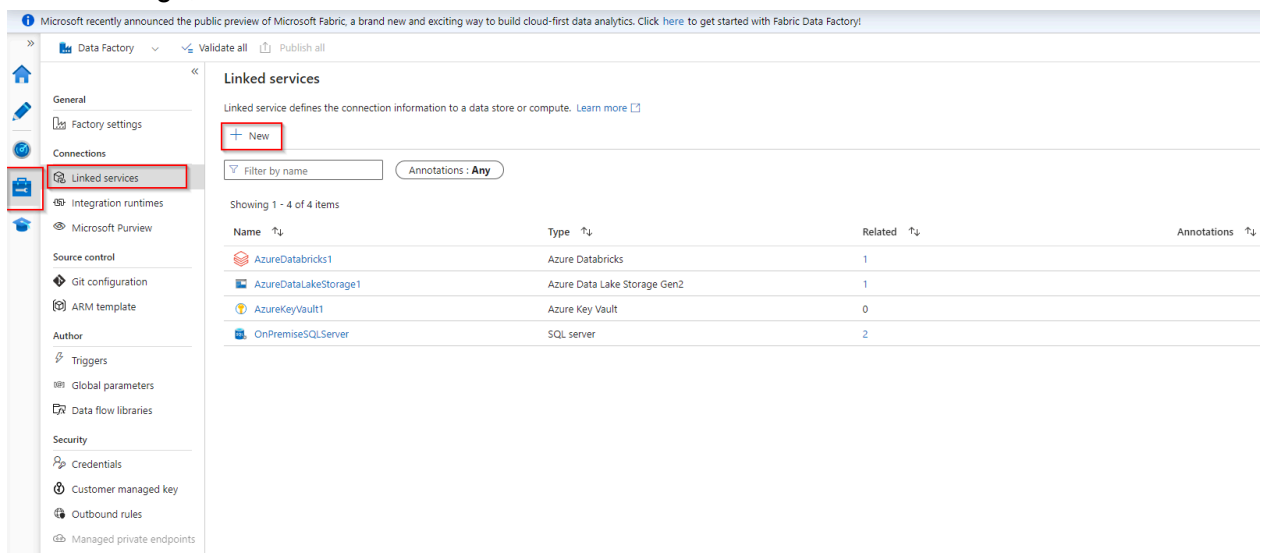 Microsoft recently announced the public preview of Microsoft Fabric, a brand new and exciting way to build cloud-first data analytics. Click here to get started with Fabric Data Factory!
» Data Factory Validate all Publish all
«
General
Factory settings
Connections
Linked services
Integration runtimes
Microsoft Purview
Source control
Git configuration
ARM template
Author
Triggers
Global parameters
Data flow libraries
Security
Credentials
Customer managed key
Outbound rules
Managed private endpoints
Linked services
Linked service defines the connection information to a data store or compute. Learn more
+ New
Filter by name Annotations : Any
Showing 1 - 4 of 4 items
Name ↑↓ Type ↑↓ Related ↑↓ Annotations ↑↓
AzureDatabricks1 Azure Databricks 1
AzureDataLakeStorage1 Azure Data Lake Storage Gen2 1
AzureKeyVault1 Azure Key Vault 0
OnPremiseSQLServer SQL server 2